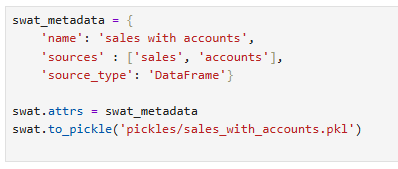 swat_metadata = {
    'name': 'sales with accounts',
    'sources' : ['sales', 'accounts'],
    'source_type': 'DataFrame'}
swat.attrs = swat_metadata
swat.to_pickle('pickles/sales_with_accounts.pkl')